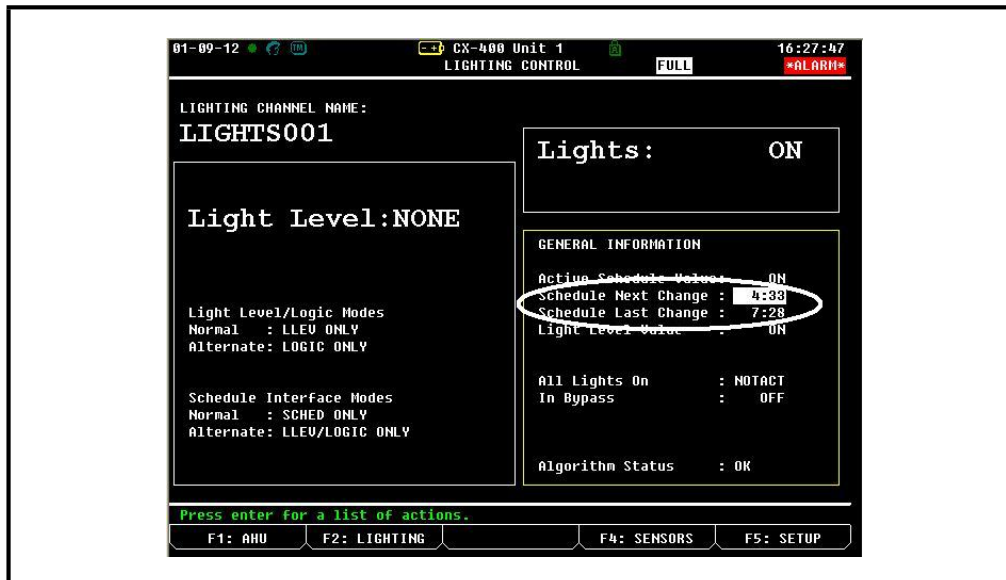 01-09-12 CX-400 Unit 1 16:27:47
LIGHTING CONTROL FULL *ALARM*
LIGHTING CHANNEL NAME:
LIGHTS001
Light Level:NONE
Light Level/Logic Modes
Normal : LLEV ONLY
Alternate: LOGIC ONLY
Schedule Interface Modes
Normal : SCHED ONLY
Alternate: LLEV/LOGIC ONLY
Lights: ON
GENERAL INFORMATION
Active Schedule Value: ON
Schedule Next Change : 4:33
Schedule Last Change : 7:28
Light Level Value : ON
All Lights On : NOTACT
In Bypass : OFF
Algorithm Status : OK
Press enter for a list of actions.
F1: AHU F2: LIGHTING F4: SENSORS F5: SETUP